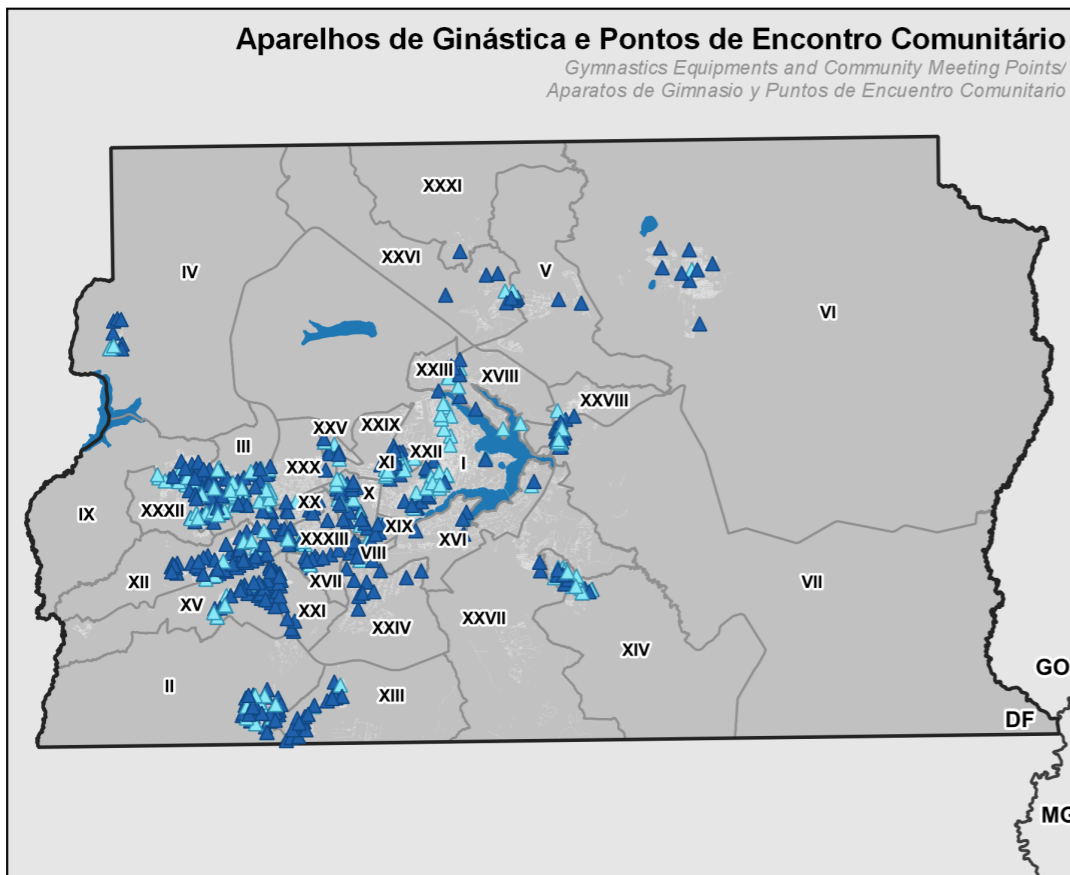 Aparelhos de Ginástica e Pontos de Encontro Comunitário
Gymnastics Equipments and Community Meeting Points/
Aparatos de Gimnasio y Puntos de Encuentro Comunitario
XXXI
XXVI
V
IV
VI
XXIII
XVIII
XXVIII
XXV
XXIX
III
XXII
XI
I
XXX
XX
X
XXXII
IX
XIX
XXXIII
XVI
VIII
XII
XVII
VII
XV
XXI
XXVII
XXIV
XIV
II
XIII
GO
DF
MG